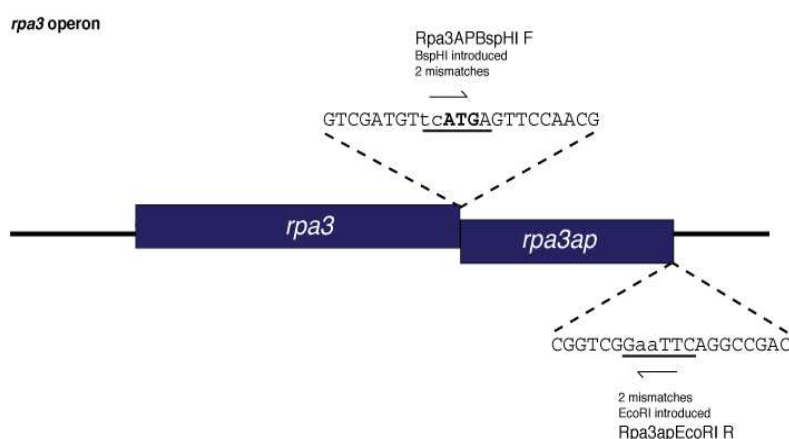 rpa3 operon
Rpa3APBspHI F
BspHI introduced
2 mismatches
GTCGATGTtcATGAGTTCCAACG
rpa3
rpa3ap
CGGTCGGaaTTCAGGCCGAC
2 mismatches
EcoRI introduced
Rpa3apEcoRI R